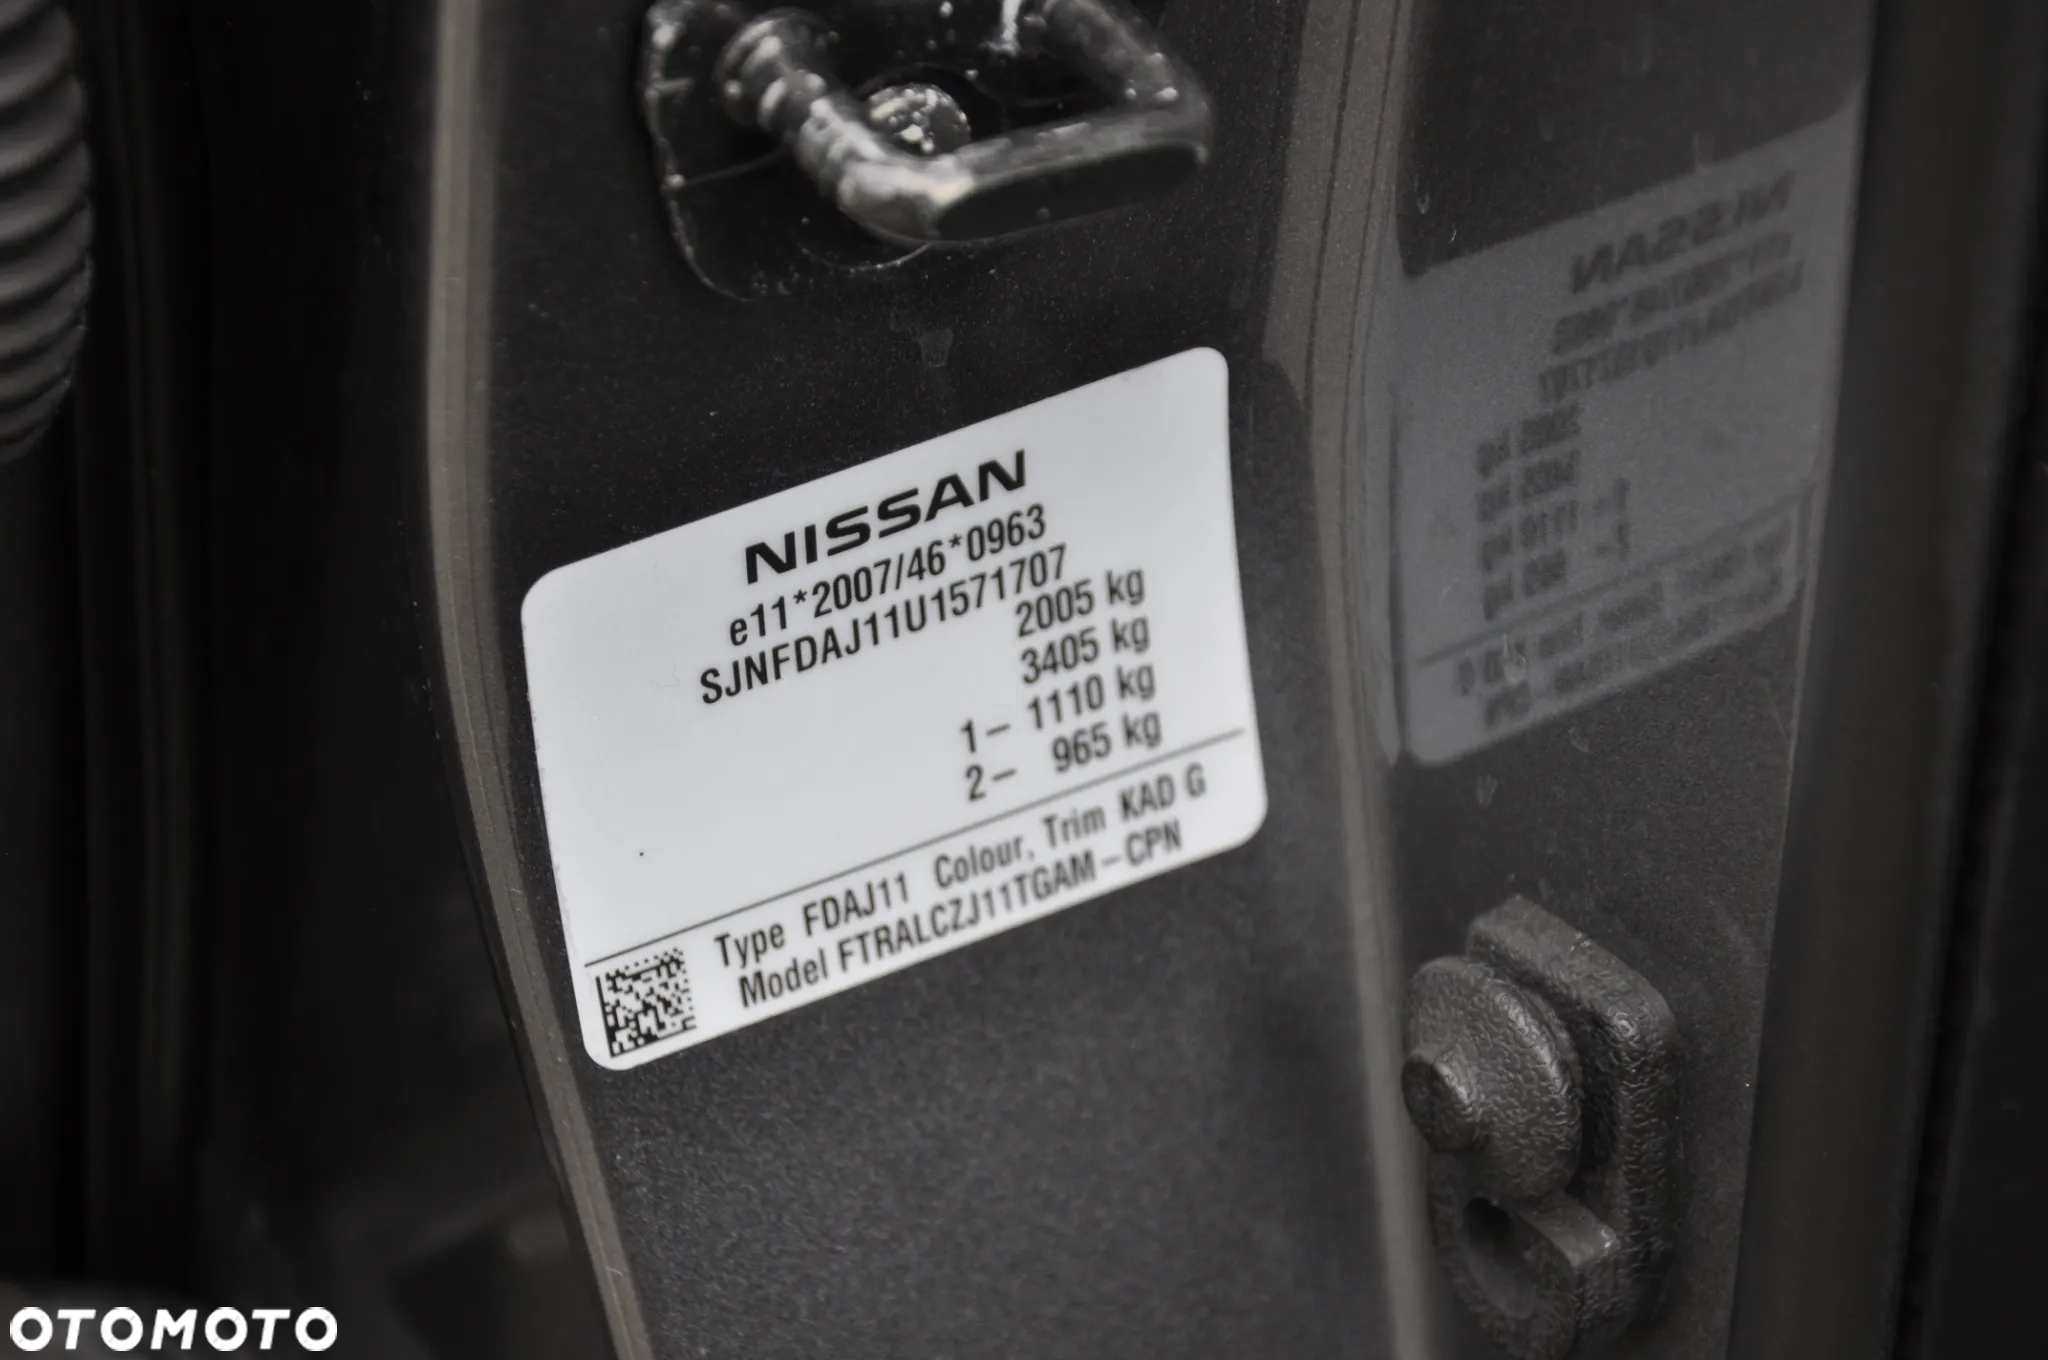 NISSAN
e11*2007/46*0963
SJNFDAJ11U1571707
2005 kg
3405 kg
1– 1110 kg
2– 965 kg
Type FDAJ11 Colour, Trim KAD G
Model FTRALCZJ11TGAM–CPN
NISSAN
OTOMOTO